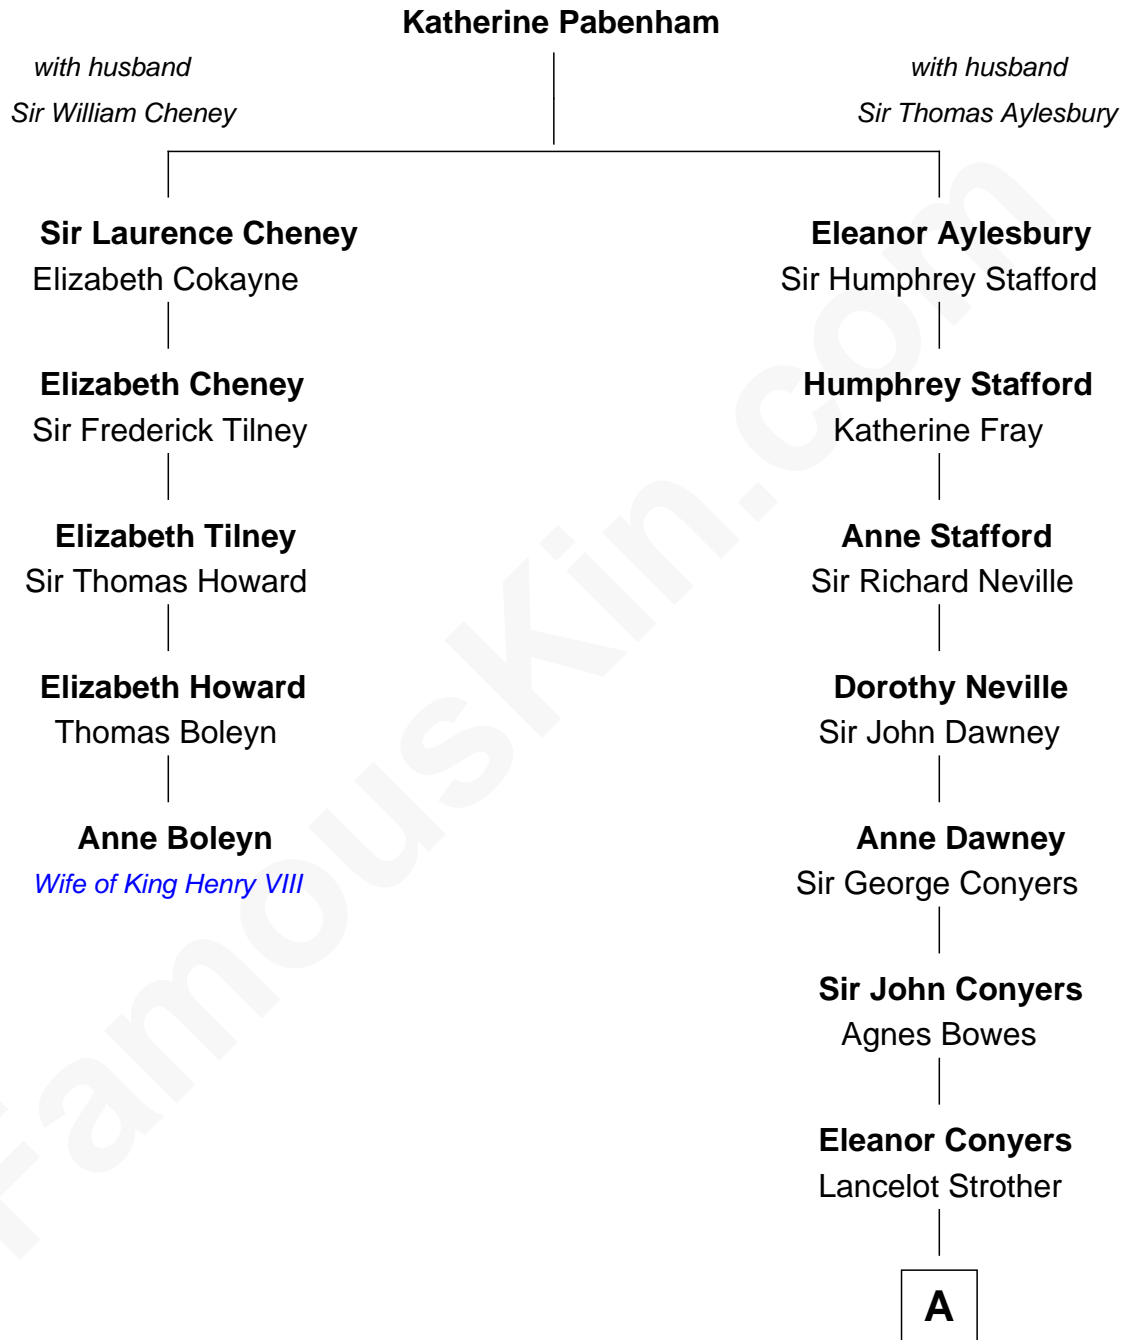 Katherine Pabenham
with husband
Sir William Cheney
with husband
Sir Thomas Aylesbury
Sir Laurence Cheney
Elizabeth Cokayne
Elizabeth Cheney
Sir Frederick Tilney
Elizabeth Tilney
Sir Thomas Howard
Elizabeth Howard
Thomas Boleyn
Anne Boleyn
Wife of King Henry VIII
Eleanor Aylesbury
Sir Humphrey Stafford
Humphrey Stafford
Katherine Fray
Anne Stafford
Sir Richard Neville
Dorothy Neville
Sir John Dawney
Anne Dawney
Sir George Conyers
Sir John Conyers
Agnes Bowes
Eleanor Conyers
Lancelot Strother
A
FamousKin.com